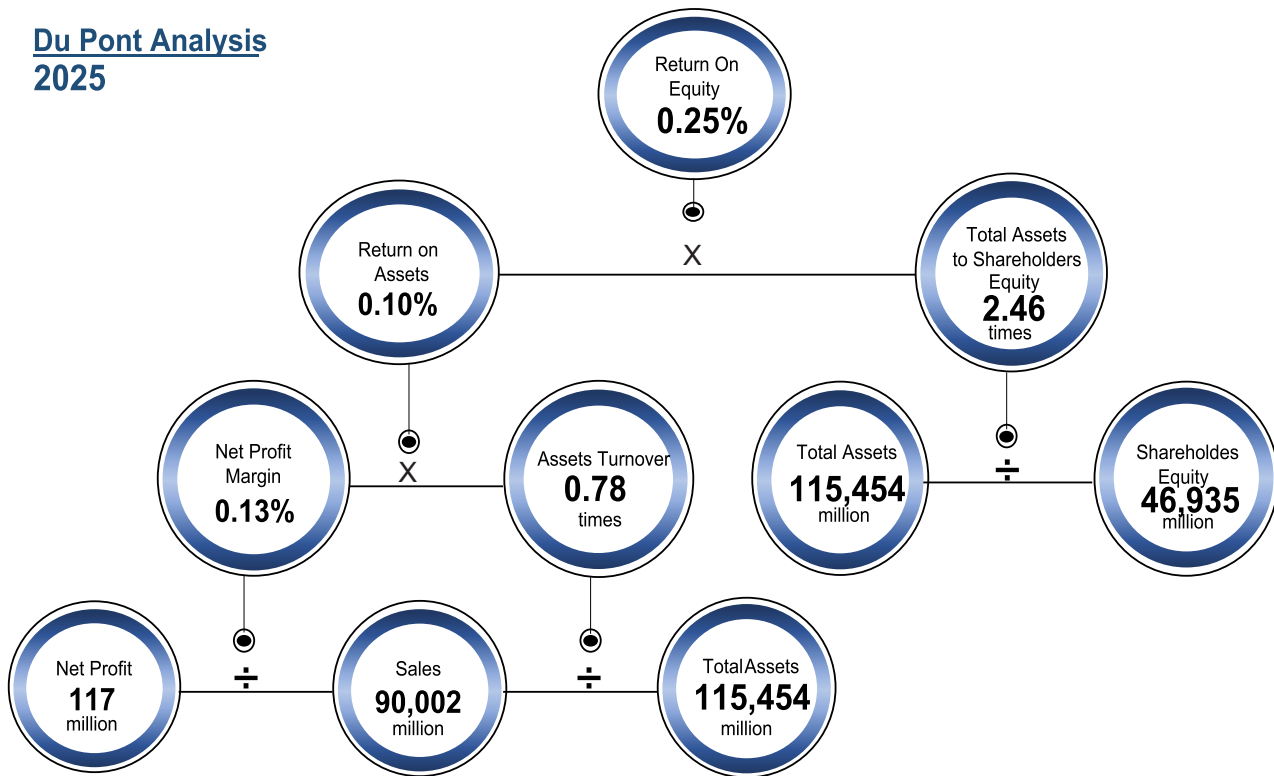 Du Pont Analysis
2025
Return On
Equity
0.25%
X
Return on
Assets
0.10%
Total Assets
to Shareholders
Equity
2.46
times
X
Net Profit
Margin
0.13%
Assets Turnover
0.78
times
÷
Total Assets
115,454
million
Shareholdes
Equity
46,935
million
÷
÷
Net Profit
117
million
Sales
90,002
million
TotalAssets
115,454
million